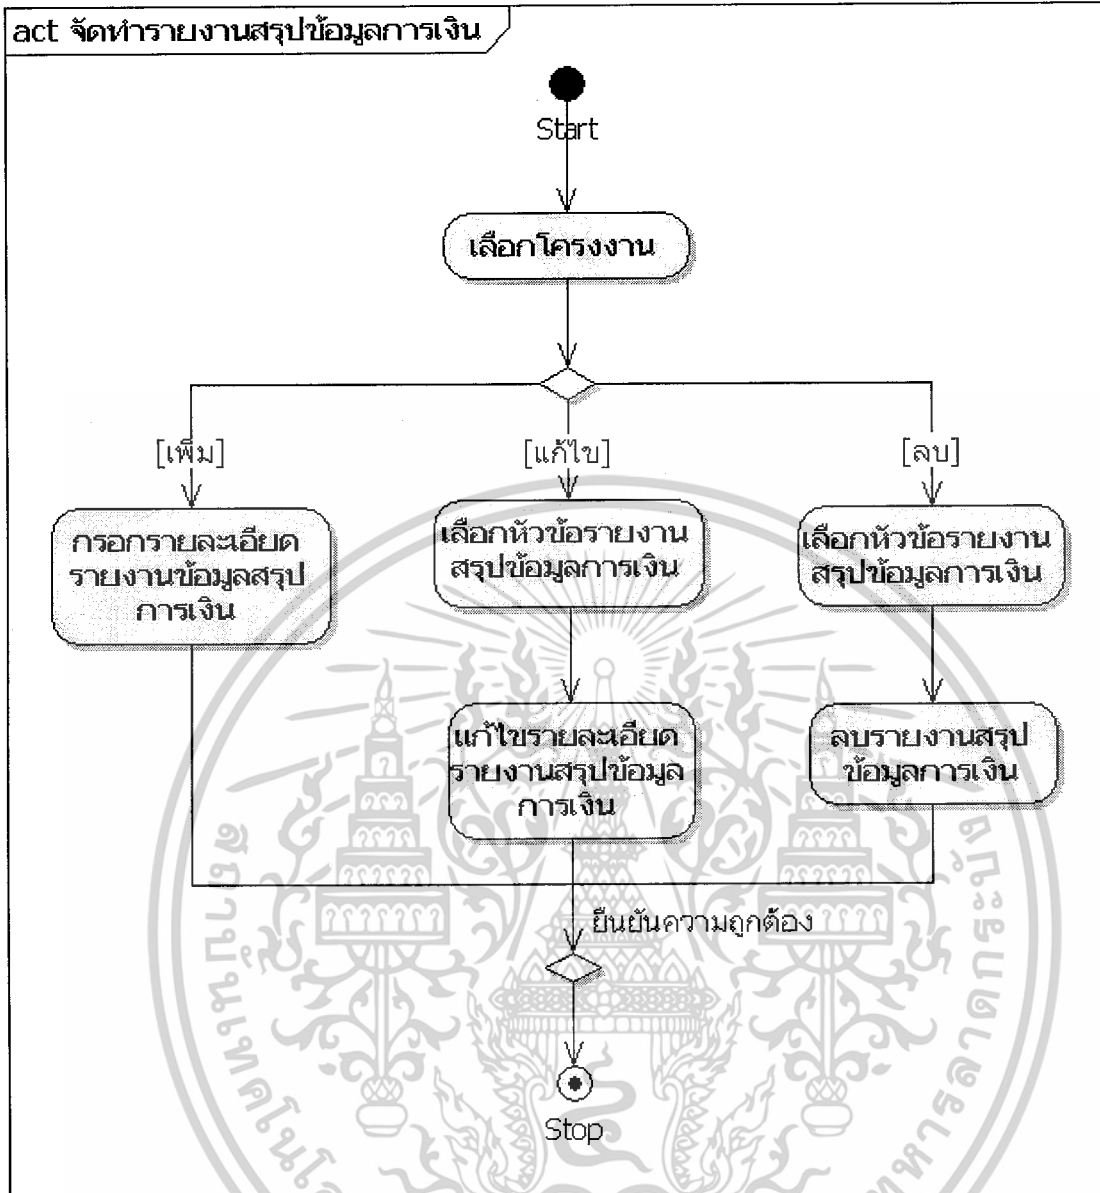 act จัดทำรายงานสรุปข้อมูลการเงิน
Start
เลือกโครงงาน
[เพิ่ม]
[แก้ไข]
[ลบ]
กรอกรายละเอียด
รายงานข้อมูลสรุป
การเงิน
เลือกหัวข้อรายงาน
สรุปข้อมูลการเงิน
เลือกหัวข้อรายงาน
สรุปข้อมูลการเงิน
แก้ไขรายละเอียด
รายงานสรุปข้อมูล
การเงิน
ลบรายงานสรุป
ข้อมูลการเงิน
ยืนยันความถูกต้อง
Stop